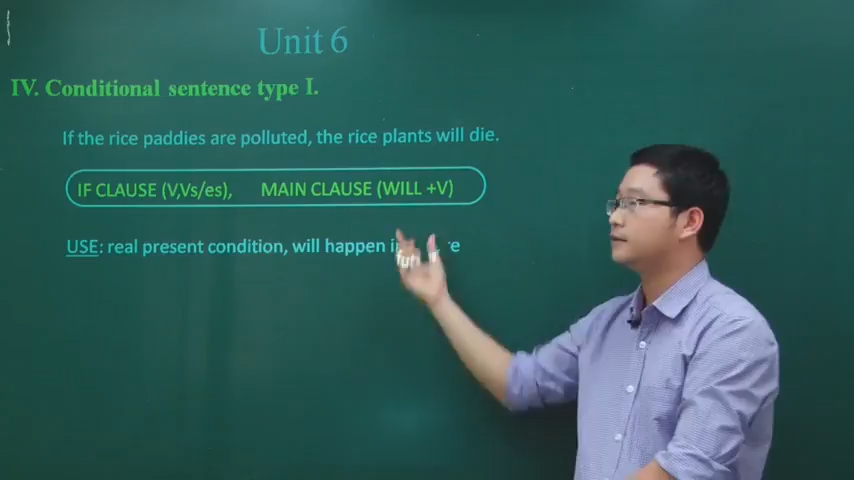 Unit 6
IV. Conditional sentence type I.
If the rice paddies are polluted, the rice plants will die.
IF CLAUSE (V,Vs/es), MAIN CLAUSE (WILL +V)
USE: real present condition, will happen in